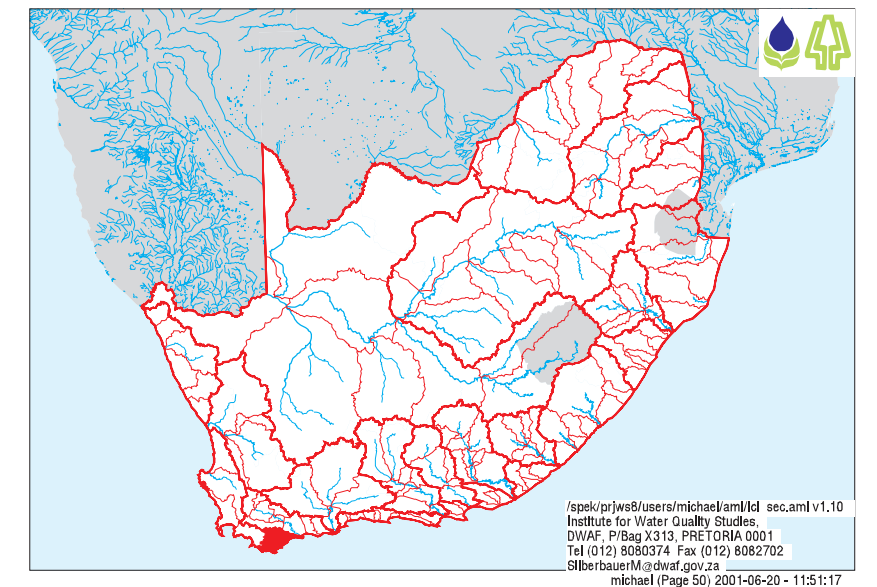 /spek/prjws8/users/michael/aml/lcl_sec.aml v1.10
Institute for Water Quality Studies,
DWAF, P/Bag X313, PRETORIA 0001
Tel (012) 8080374 Fax (012) 8082702
SilberbauerM@dwaf.gov.za
michael (Page 50) 2001-06-20 - 11:51:17